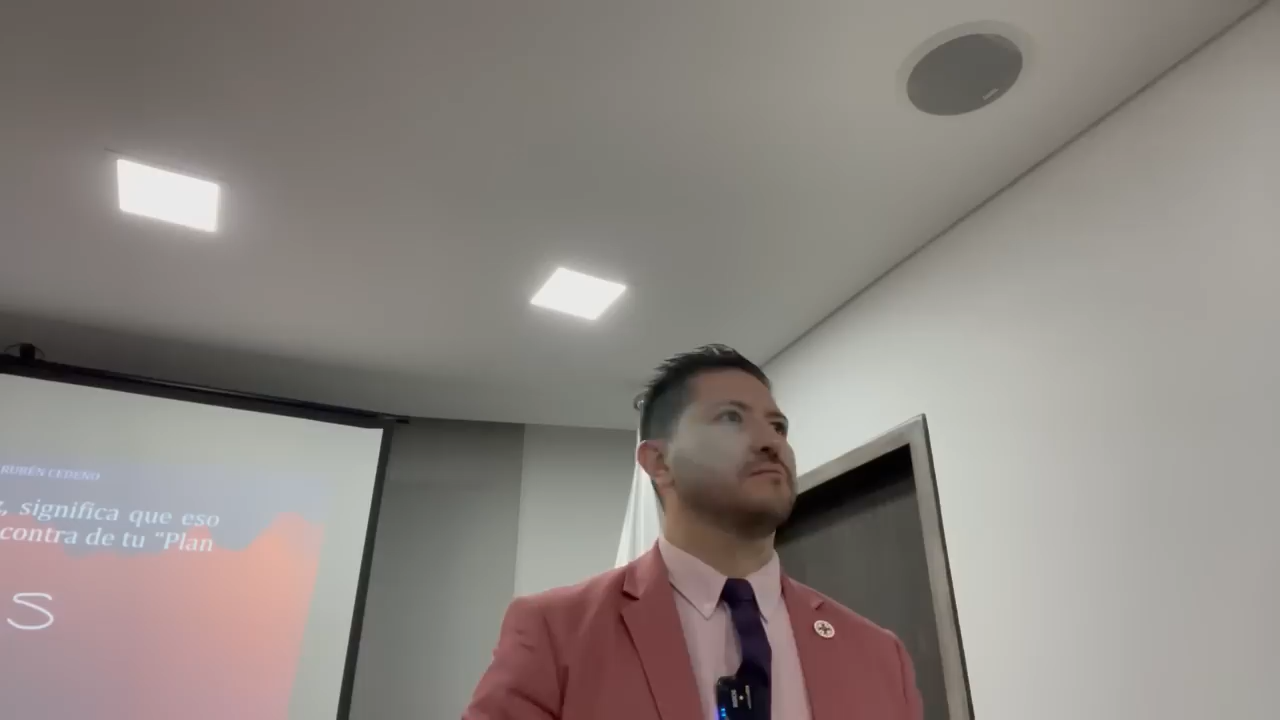 RUBÉN CEDEÑO
, significa que eso
contra de tu "Plan
S